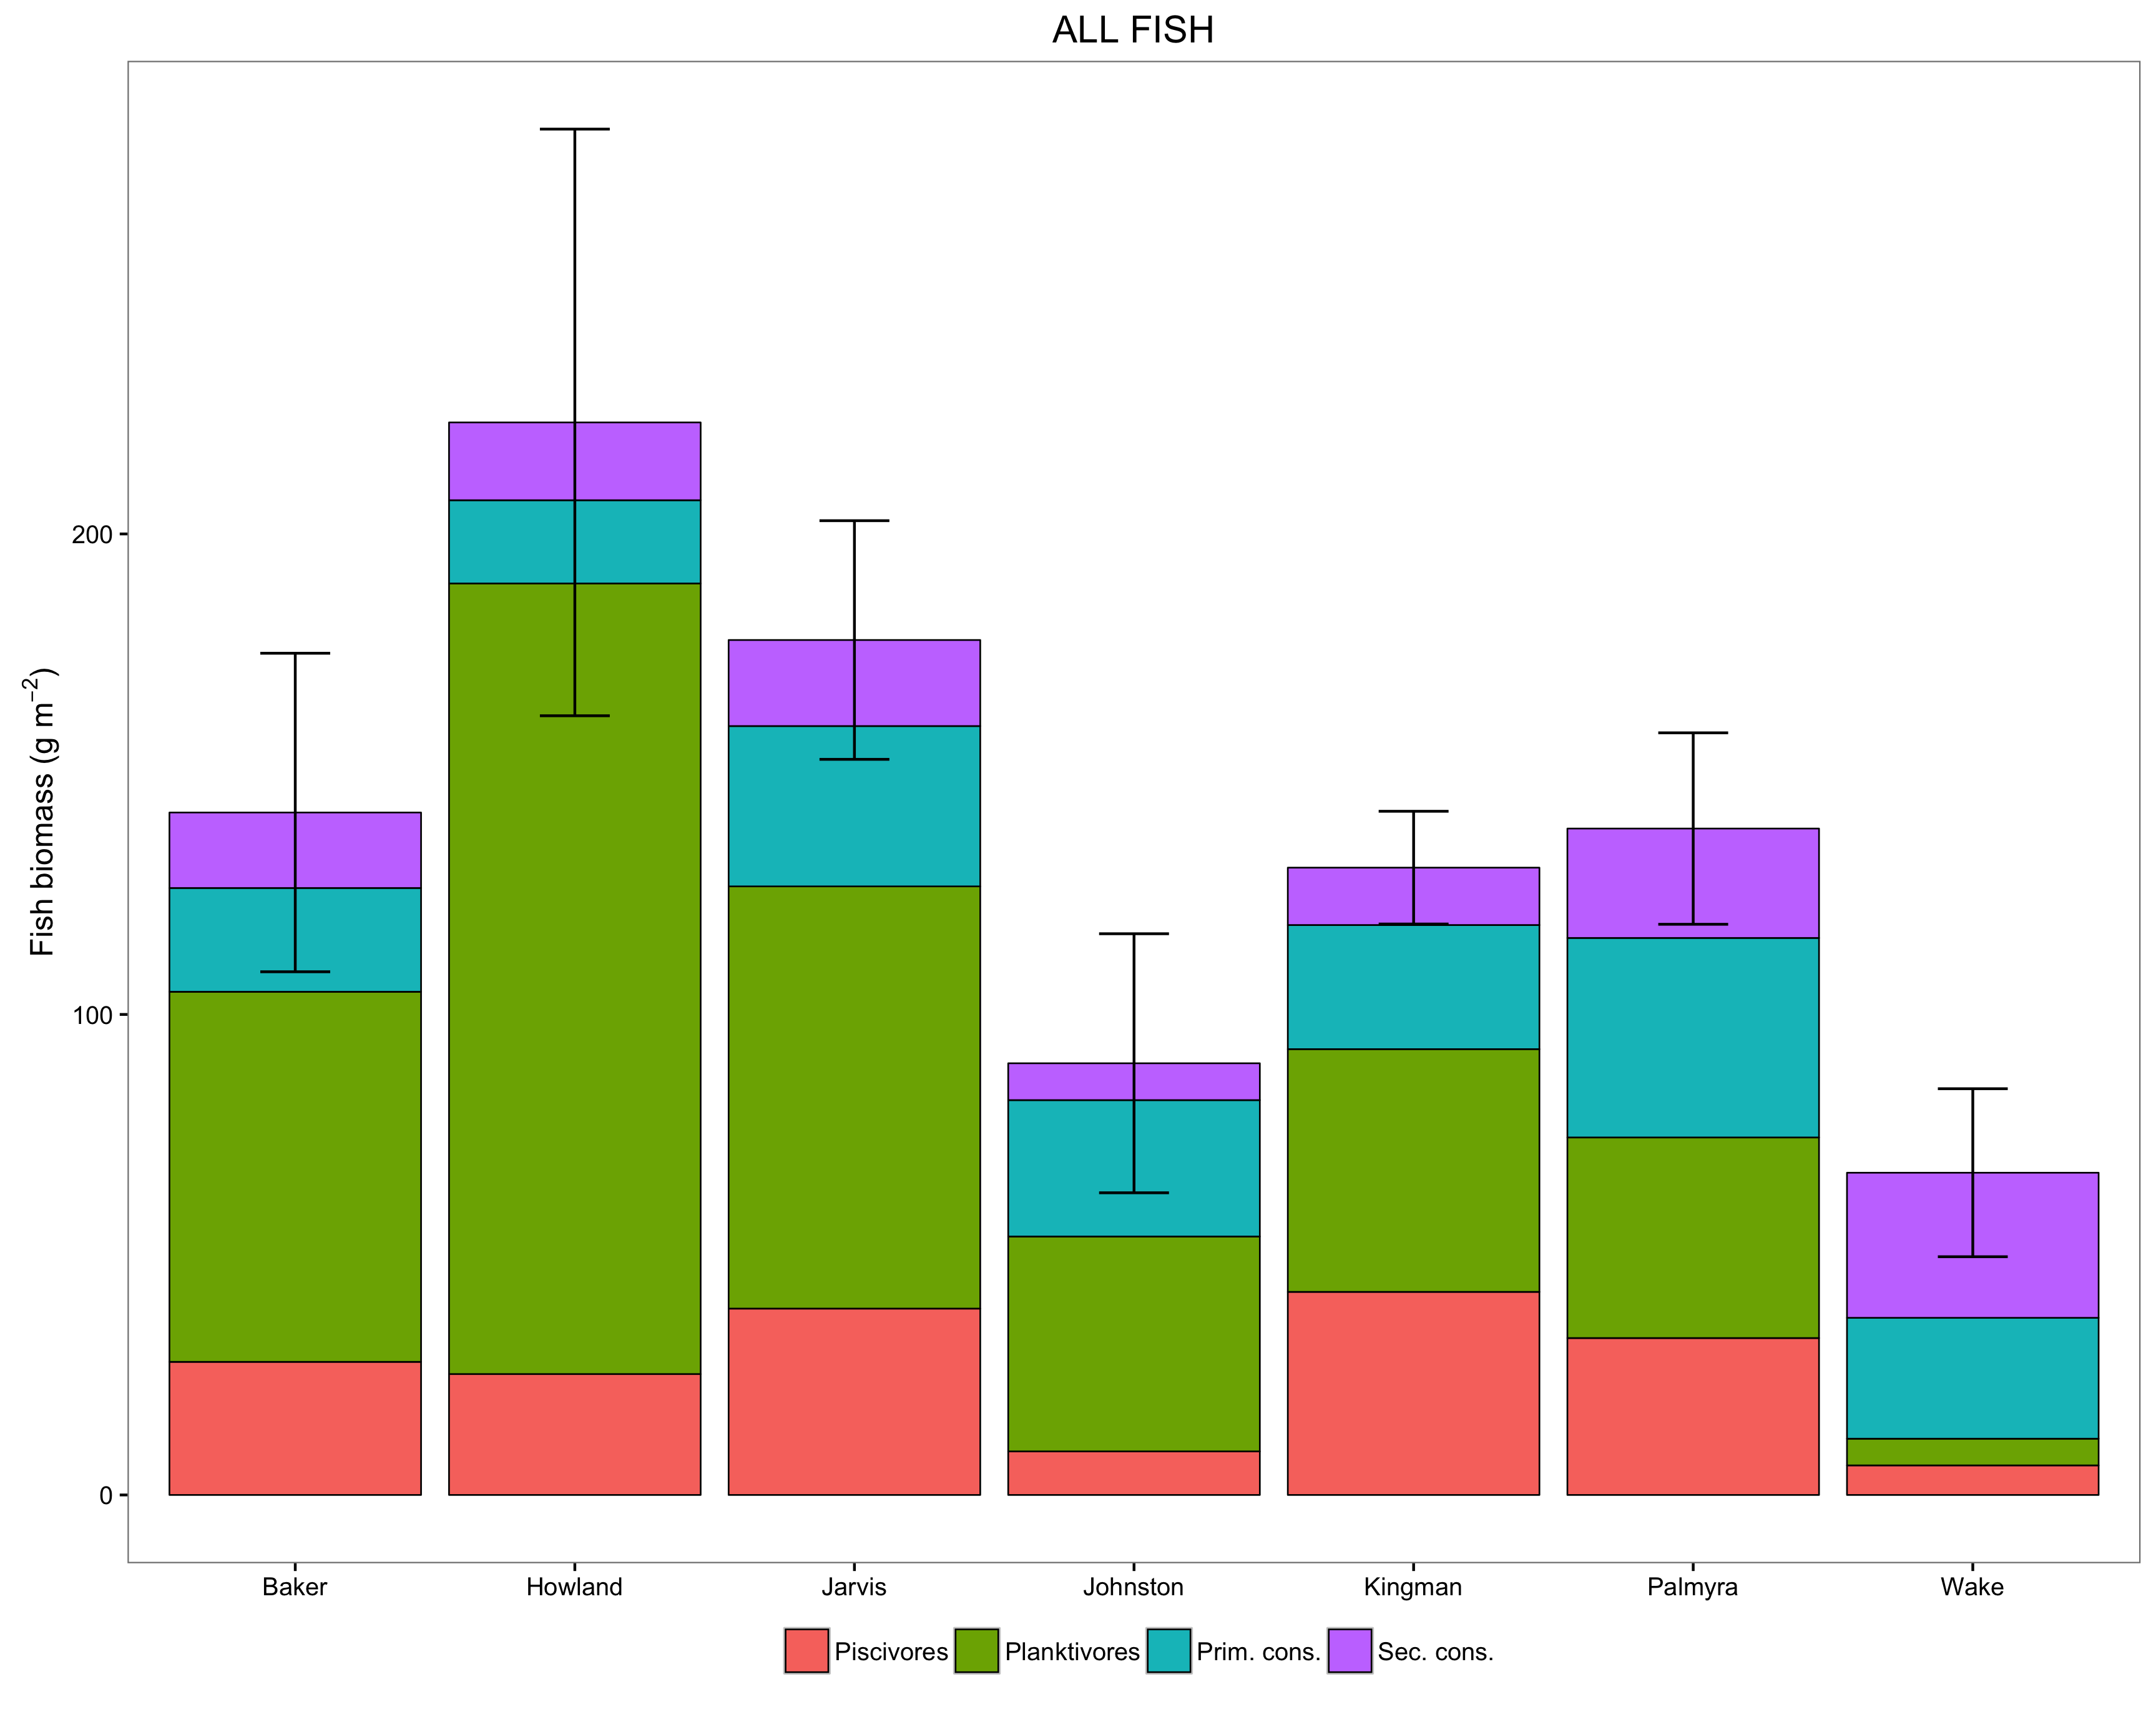 ALL FISH
Fish biomass (g m⁻²)
200
100
0
Baker Howland Jarvis Johnston Kingman Palmyra Wake
Piscivores Planktivores Prim. cons. Sec. cons.